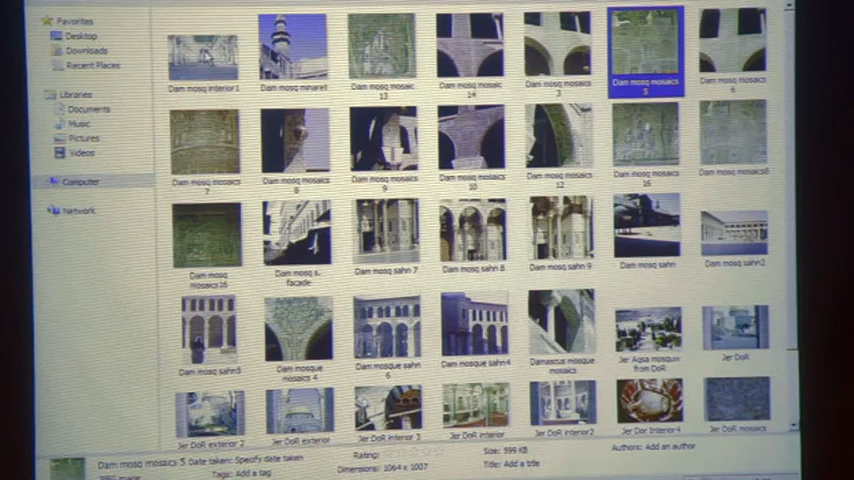 Favorites
Desktop
Downloads
Recent Places
Libraries
Documents
Music
Pictures
Videos
Computer
Network
Dam mosq interior1
Dam mosq minaret
Dam mosq mosaic
13
Dam mosq mosaic
14
Dam mosq mosaics
3
Dam mosq mosaics
5
Dam mosq mosaics
6
Dam mosq mosaics
7
Dam mosq mosaics
8
Dam mosq mosaics
9
Dam mosq mosaics
10
Dam mosq mosaics
12
Dam mosq mosaics
16
Dam mosq mosaics8
Dam mosq
mosaics16
Dam mosq s.
facade
Dam mosq sahn 7
Dam mosq sahn 8
Dam mosq sahn 9
Dam mosq sahn
Dam mosq sahn2
Dam mosq sahn5
Dam mosque
mosaics 4
Dam mosque sahn
6
Dam mosque sahn4
Damascus mosque
mosaics
Jer Aqsa mosquw
from DoR
Jer DoR
Jer DoR exterior 2
Jer DoR exterior
Jer DoR interior 3
Jer DoR interior
Jer DoR interior2
Jer Dor Interior4
Jer DoR mosaics
Dam mosq mosaics 5 Date taken: Specify date taken
JPEG image
Tags: Add a tag
Rating:
Dimensions: 1064 x 1007
Size: 599 KB
Title: Add a title
Authors: Add an author